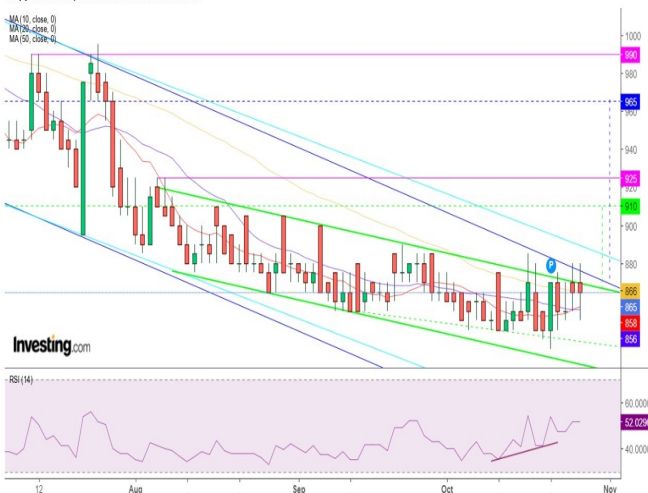 MA (10, close, 0)
MA (20, close, 0)
MA (50, close, 0)
1000
990
980
965
940
925
920
910
900
880
866
865
858
856
P
Investing.com
RSI (14)
60.0000
52.0290
40.0000
12
Aug
Sep
Oct
Nov